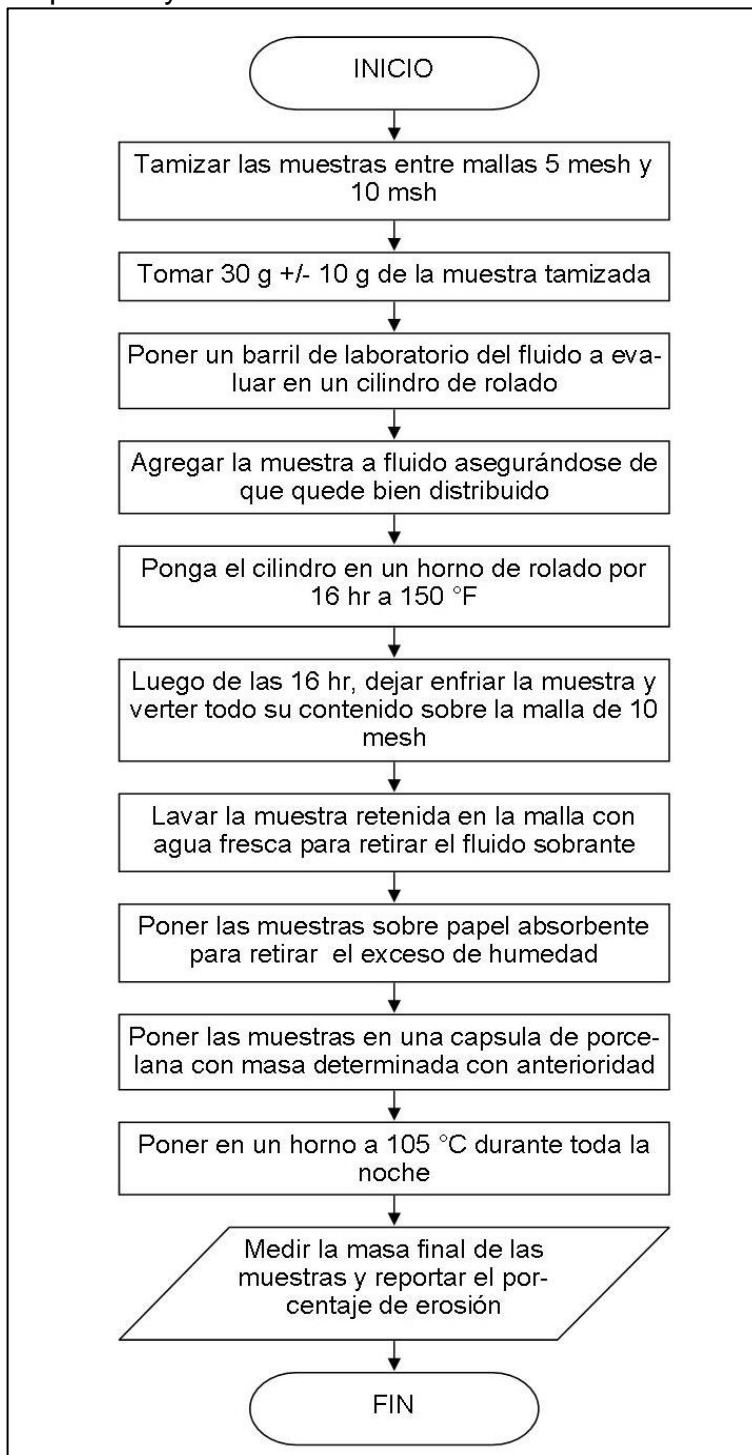 INICIO
Tamizar las muestras entre mallas 5 mesh y
10 msh
Tomar 30 g +/- 10 g de la muestra tamizada
Poner un barril de laboratorio del fluido a eva-
luar en un cilindro de rolado
Agregar la muestra a fluido asegurándose de
que quede bien distribuido
Ponga el cilindro en un horno de rolado por
16 hr a 150 °F
Luego de las 16 hr, dejar enfriar la muestra y
verter todo su contenido sobre la malla de 10
mesh
Lavar la muestra retenida en la malla con
agua fresca para retirar el fluido sobrante
Poner las muestras sobre papel absorbente
para retirar el exceso de humedad
Poner las muestras en una capsula de porce-
lana con masa determinada con anterioridad
Poner en un horno a 105 °C durante toda la
noche
Medir la masa final de las
muestras y reportar el por-
centaje de erosión
FIN